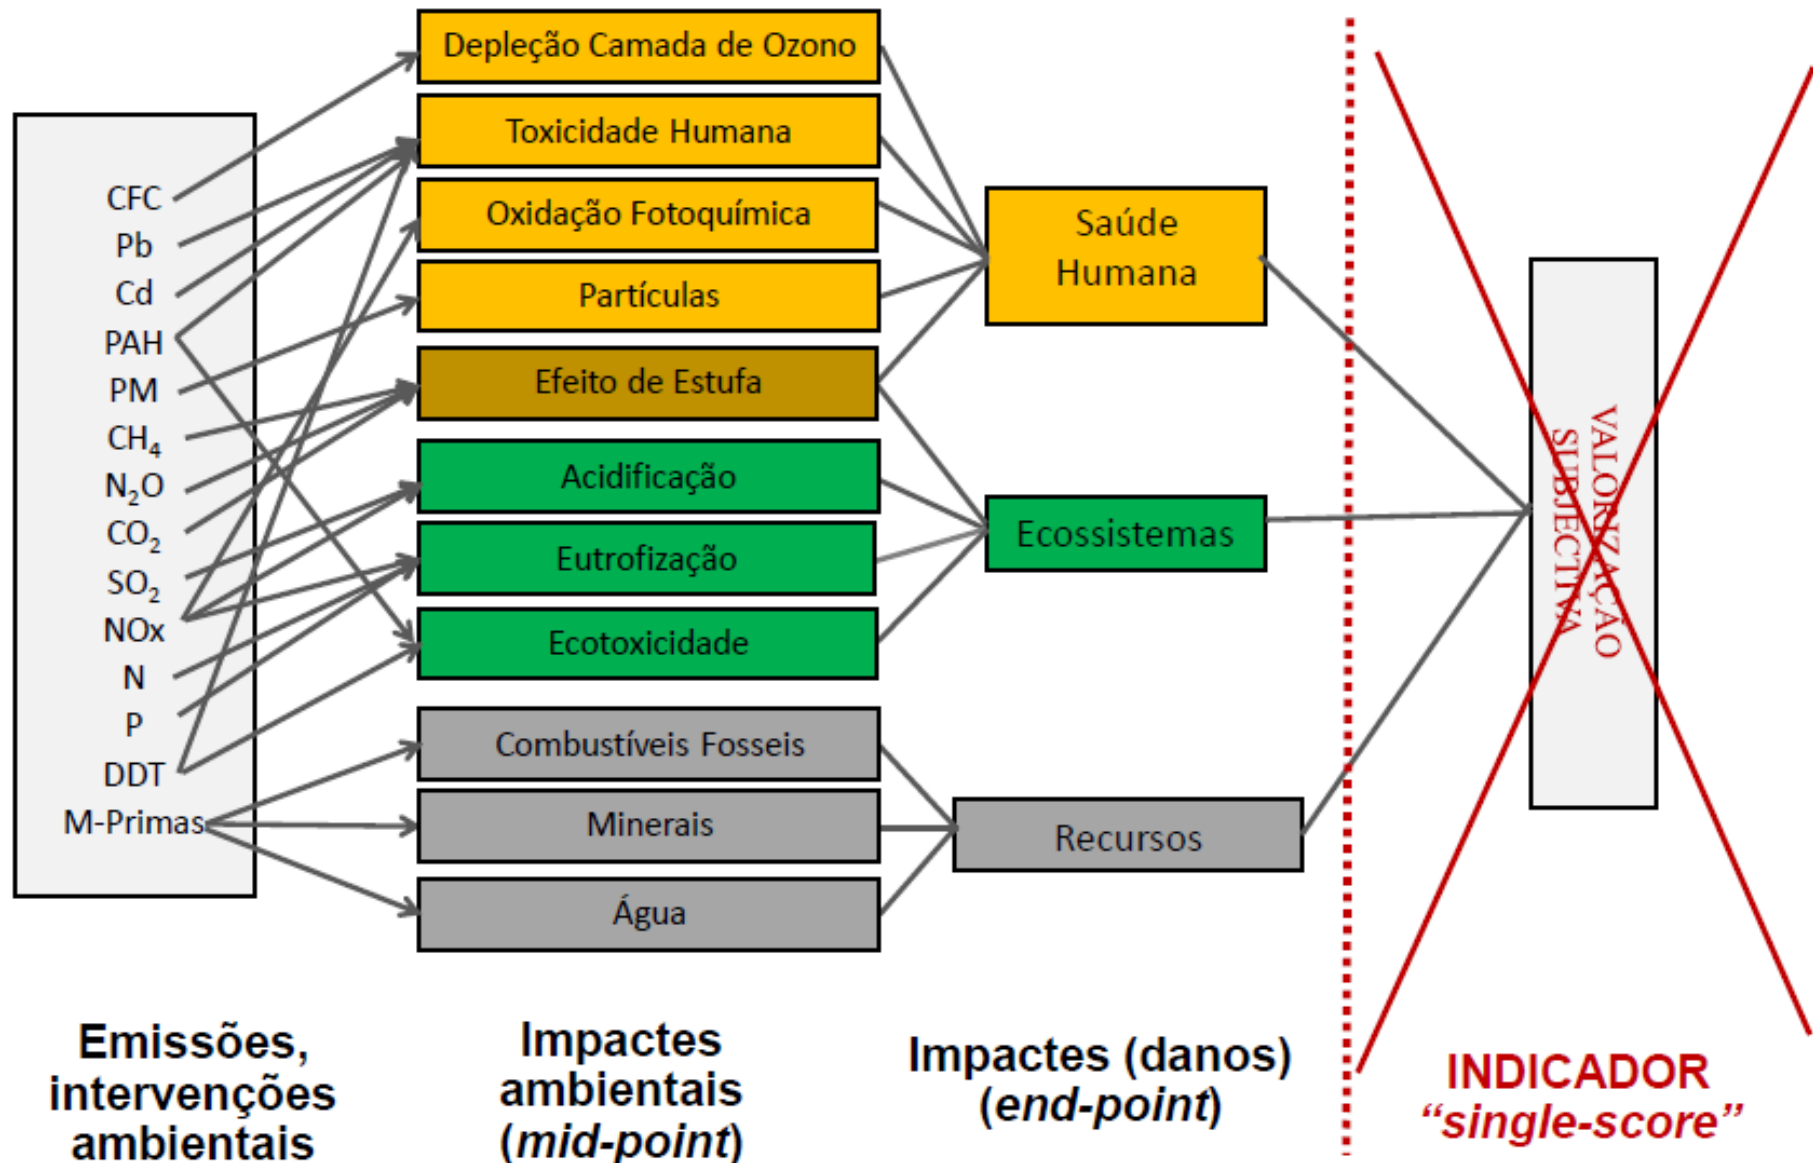 CFC
Pb
Cd
PAH
PM
CH₄
N₂O
CO₂
SO₂
NOx
N
P
DDT
M-Primas
Depleção Camada de Ozono
Toxicidade Humana
Oxidação Fotoquímica
Partículas
Efeito de Estufa
Acidificação
Eutrofização
Ecotoxicidade
Combustíveis Fosseis
Minerais
Água
Saúde
Humana
Ecossistemas
Recursos
VALORIZAÇÃO
SUBJECTIVA
Emissões,
intervenções
ambientais
Impactes
ambientais
(mid-point)
Impactes (danos)
(end-point)
INDICADOR
“single-score”